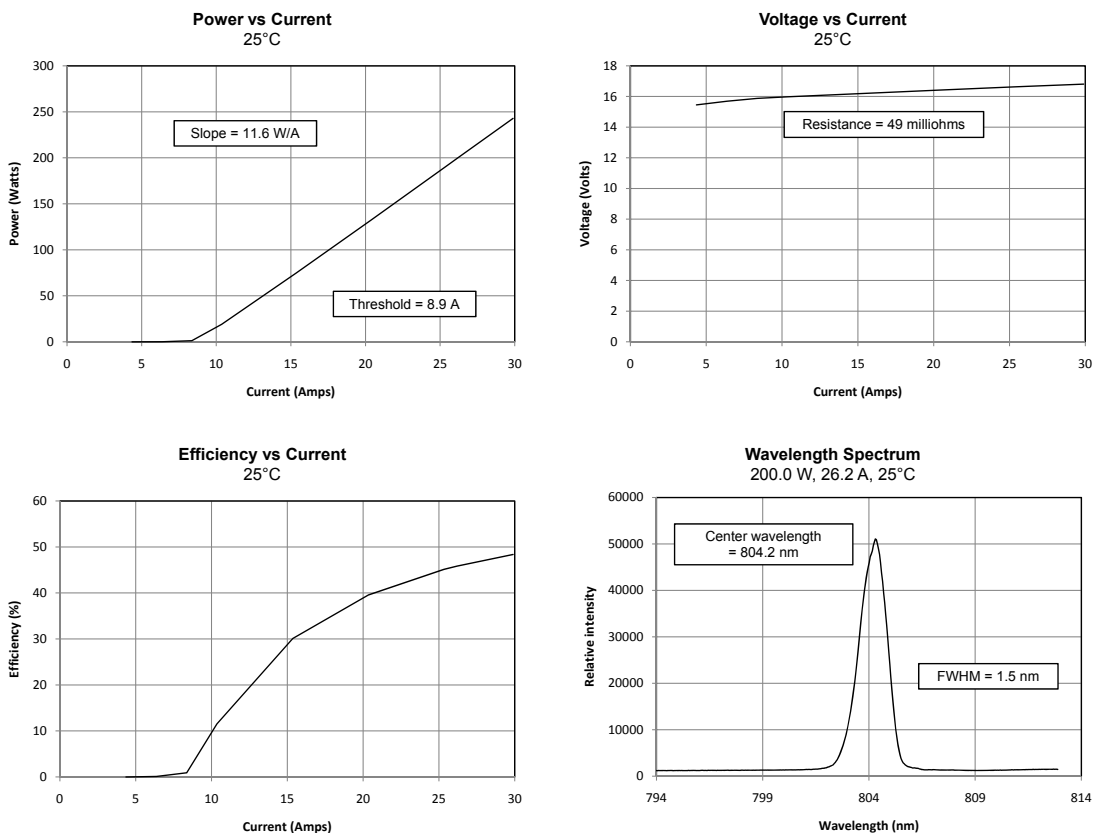 Power vs Current
25°C
300
250
200
150
100
50
0
Power (Watts)
Slope = 11.6 W/A
Threshold = 8.9 A
0 5 10 15 20 25 30
Current (Amps)
Voltage vs Current
25°C
18
16
14
12
10
8
6
4
2
0
Voltage (Volts)
Resistance = 49 milliohms
0 5 10 15 20 25 30
Current (Amps)
Efficiency vs Current
25°C
60
50
40
30
20
10
0
Efficiency (%)
0 5 10 15 20 25 30
Current (Amps)
Wavelength Spectrum
200.0 W, 26.2 A, 25°C
60000
50000
40000
30000
20000
10000
0
Relative intensity
Center wavelength
= 804.2 nm
FWHM = 1.5 nm
794 799 804 809 814
Wavelength (nm)